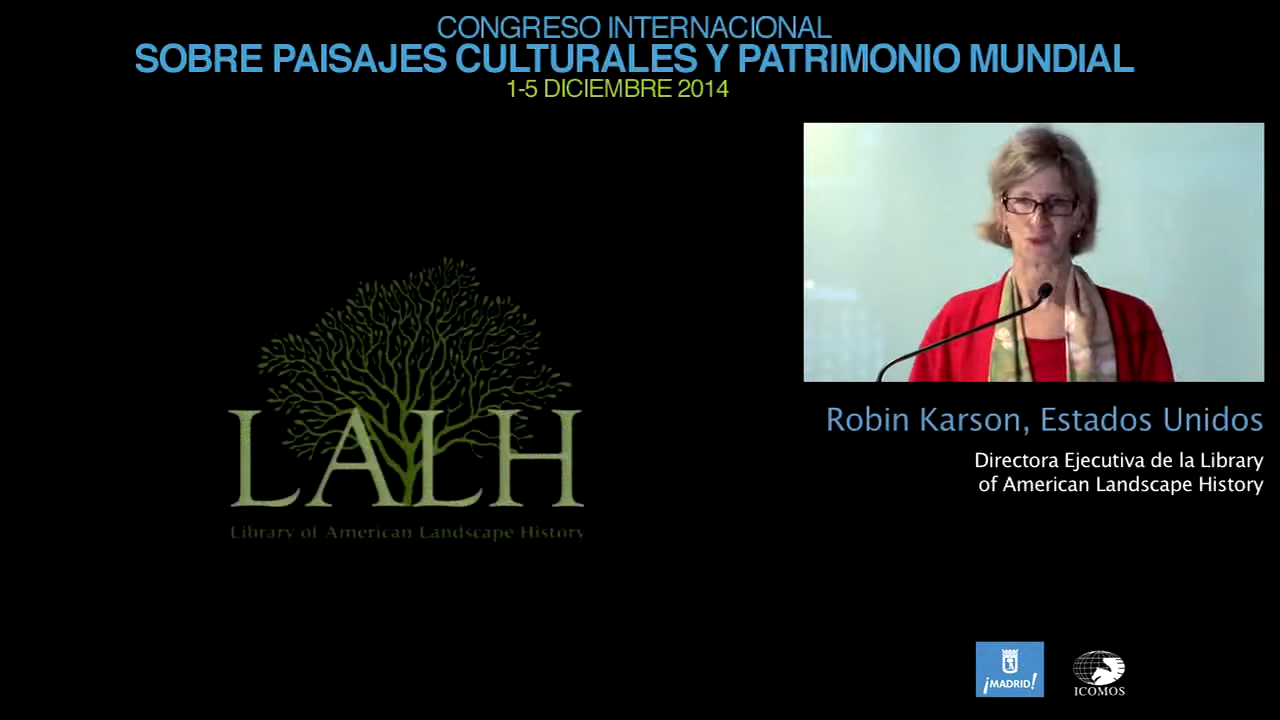 CONGRESO INTERNACIONAL
SOBRE PAISAJES CULTURALES Y PATRIMONIO MUNDIAL
1-5 DICIEMBRE 2014
LALH
Library of American Landscape History
Robin Karson, Estados Unidos
Directora Ejecutiva de la Library
of American Landscape History
¡MADRID!
ICOMOS